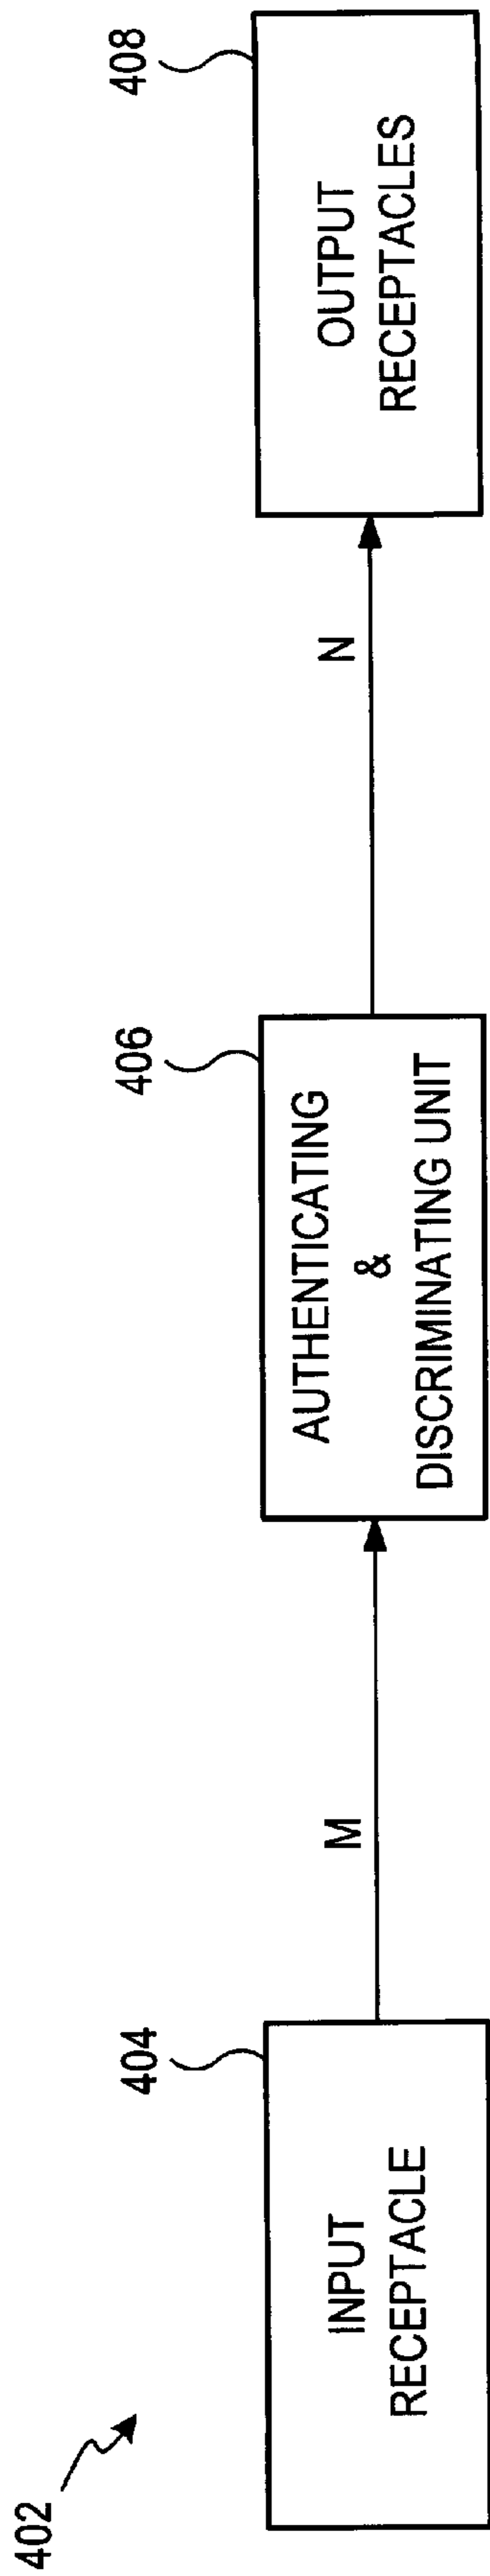 402
404
INPUT
RECEPTACLE
M
406
AUTHENTICATING
&
DISCRIMINATING UNIT
N
408
OUTPUT
RECEPTACLES